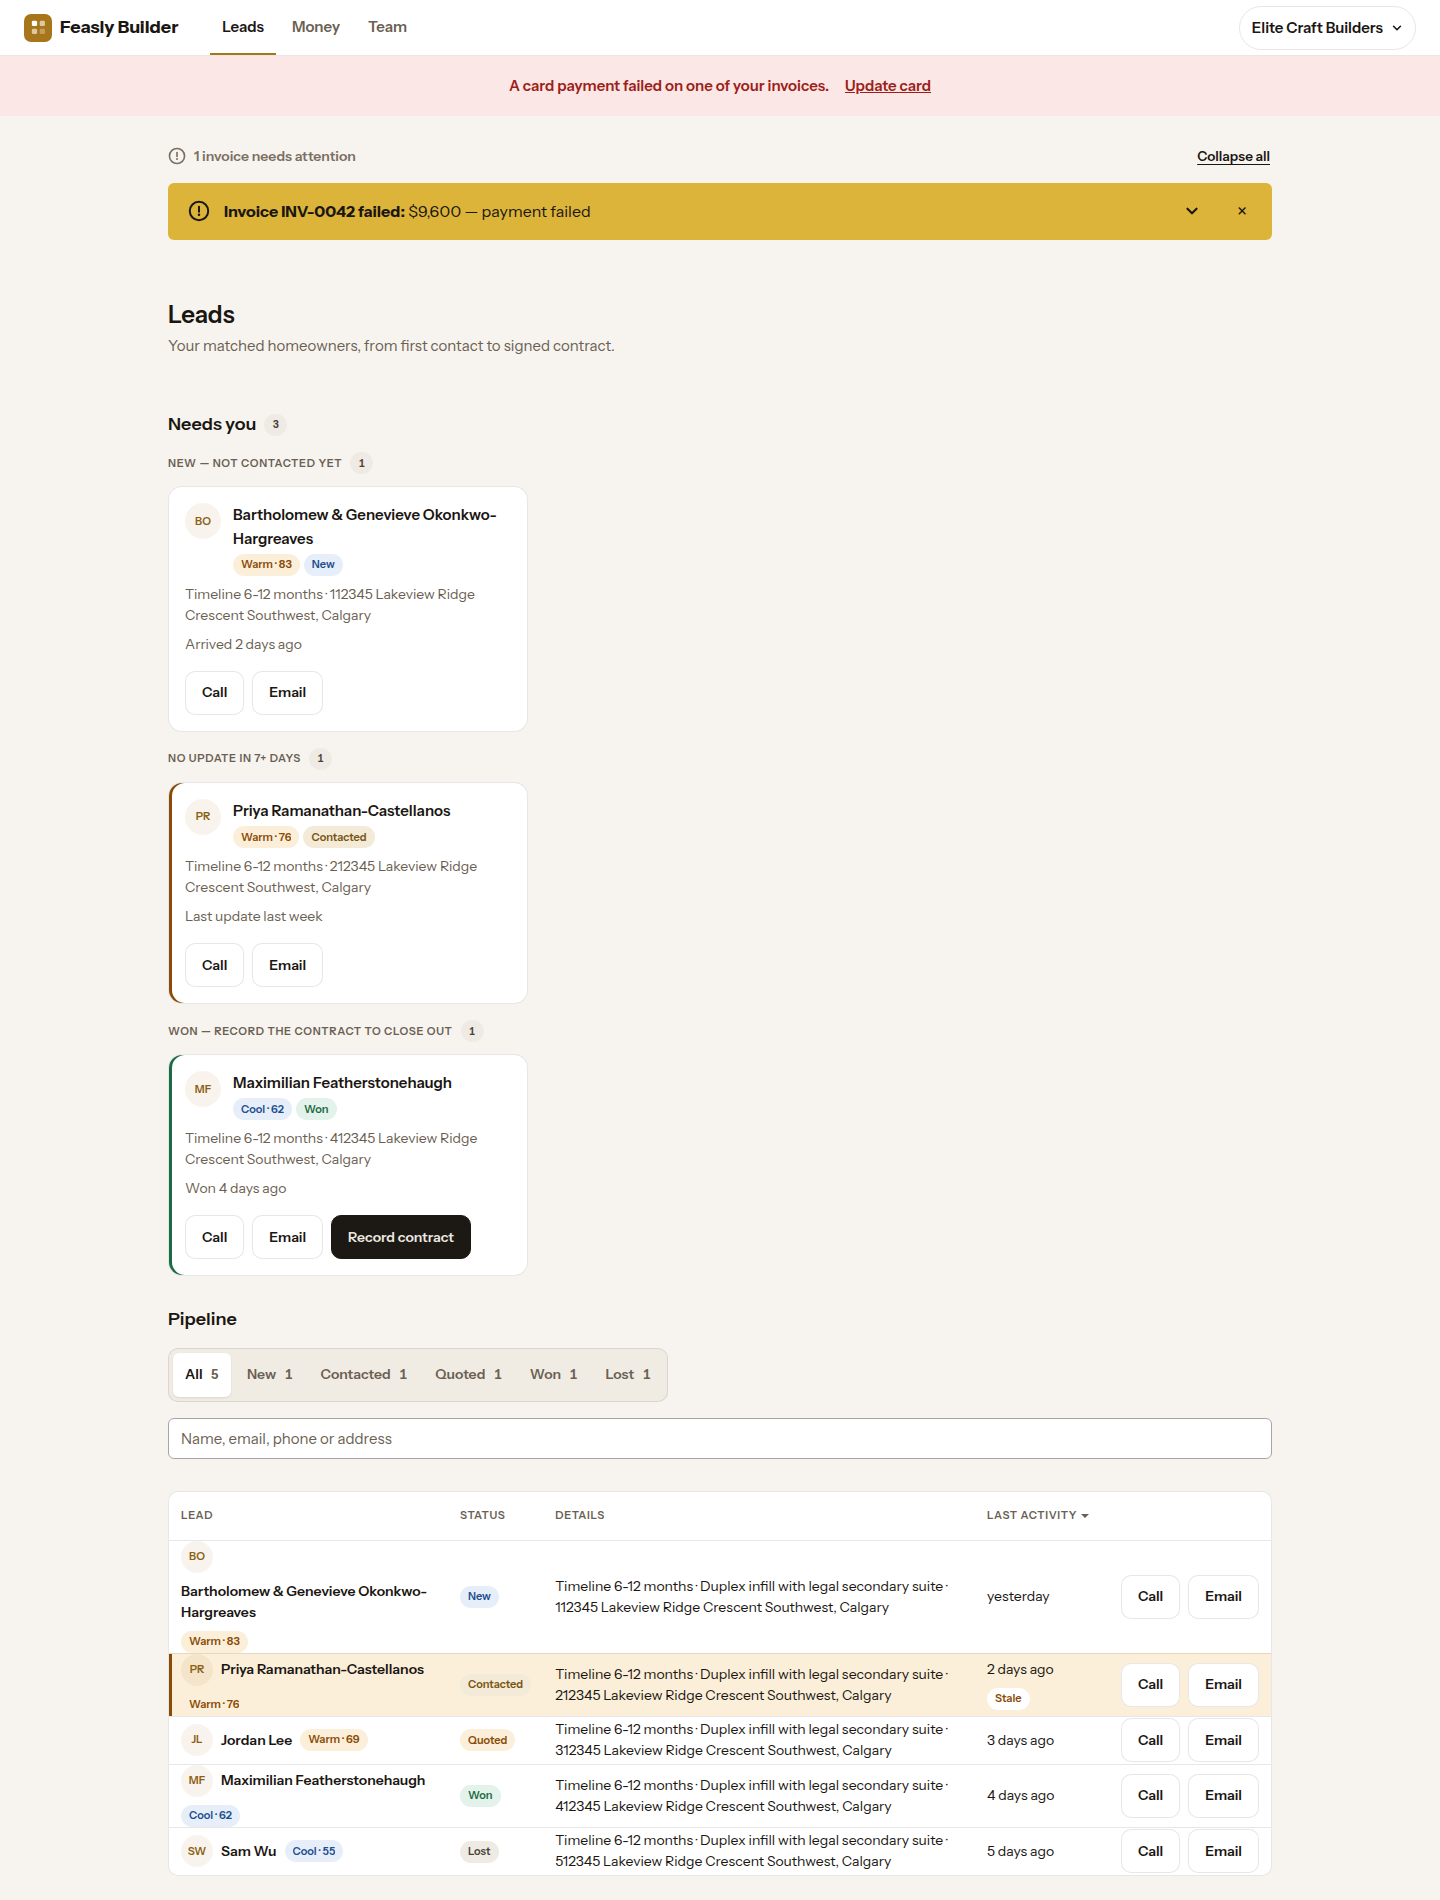 Feasly Builder
Leads
Money
Team
Elite Craft Builders
A card payment failed on one of your invoices. Update card
1 invoice needs attention
Collapse all
Invoice INV-0042 failed: $9,600 — payment failed
Leads
Your matched homeowners, from first contact to signed contract.
Needs you 3
NEW — NOT CONTACTED YET 1
BO
Bartholomew & Genevieve Okonkwo-
Hargreaves
Warm · 83 New
Timeline 6-12 months · 112345 Lakeview Ridge
Crescent Southwest, Calgary
Arrived 2 days ago
Call Email
NO UPDATE IN 7+ DAYS 1
PR
Priya Ramanathan-Castellanos
Warm · 76 Contacted
Timeline 6-12 months · 212345 Lakeview Ridge
Crescent Southwest, Calgary
Last update last week
Call Email
WON — RECORD THE CONTRACT TO CLOSE OUT 1
MF
Maximilian Featherstonehaugh
Cool · 62 Won
Timeline 6-12 months · 412345 Lakeview Ridge
Crescent Southwest, Calgary
Won 4 days ago
Call Email Record contract
Pipeline
All 5 New 1 Contacted 1 Quoted 1 Won 1 Lost 1
Name, email, phone or address
LEAD STATUS DETAILS LAST ACTIVITY
BO
Bartholomew & Genevieve Okonkwo-
Hargreaves
Warm · 83
New
Timeline 6-12 months · Duplex infill with legal secondary suite ·
112345 Lakeview Ridge Crescent Southwest, Calgary
yesterday
Call Email
PR Priya Ramanathan-Castellanos
Warm · 76
Contacted
Timeline 6-12 months · Duplex infill with legal secondary suite ·
212345 Lakeview Ridge Crescent Southwest, Calgary
2 days ago
Stale
Call Email
JL Jordan Lee Warm · 69
Quoted
Timeline 6-12 months · Duplex infill with legal secondary suite ·
312345 Lakeview Ridge Crescent Southwest, Calgary
3 days ago
Call Email
MF Maximilian Featherstonehaugh
Cool · 62
Won
Timeline 6-12 months · Duplex infill with legal secondary suite ·
412345 Lakeview Ridge Crescent Southwest, Calgary
4 days ago
Call Email
SW Sam Wu Cool · 55
Lost
Timeline 6-12 months · Duplex infill with legal secondary suite ·
512345 Lakeview Ridge Crescent Southwest, Calgary
5 days ago
Call Email